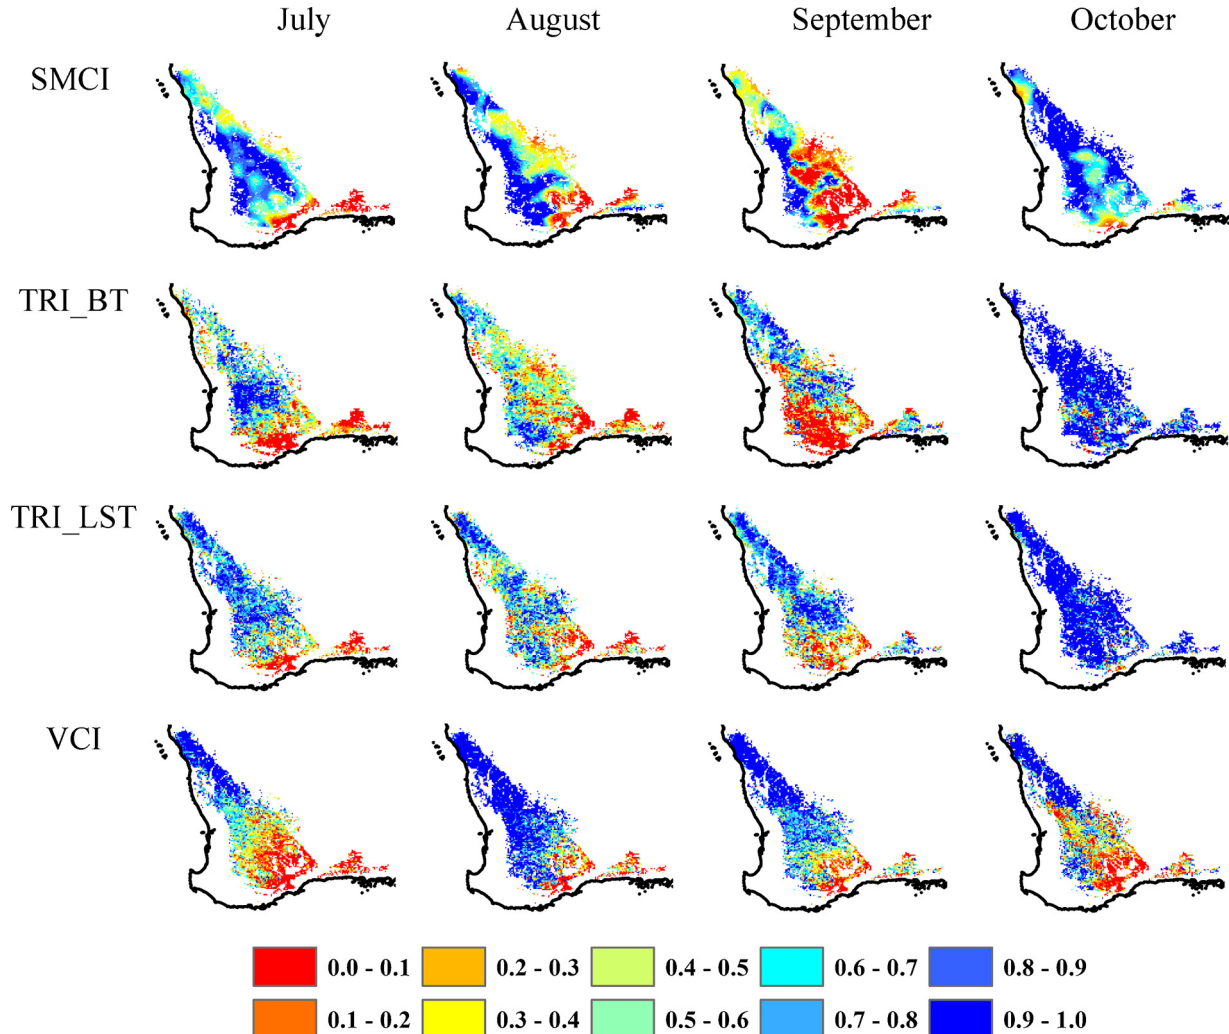 July August September October
SMCI
TRI_BT
TRI_LST
VCI
0.0 - 0.1 0.2 - 0.3 0.4 - 0.5 0.6 - 0.7 0.8 - 0.9
0.1 - 0.2 0.3 - 0.4 0.5 - 0.6 0.7 - 0.8 0.9 - 1.0